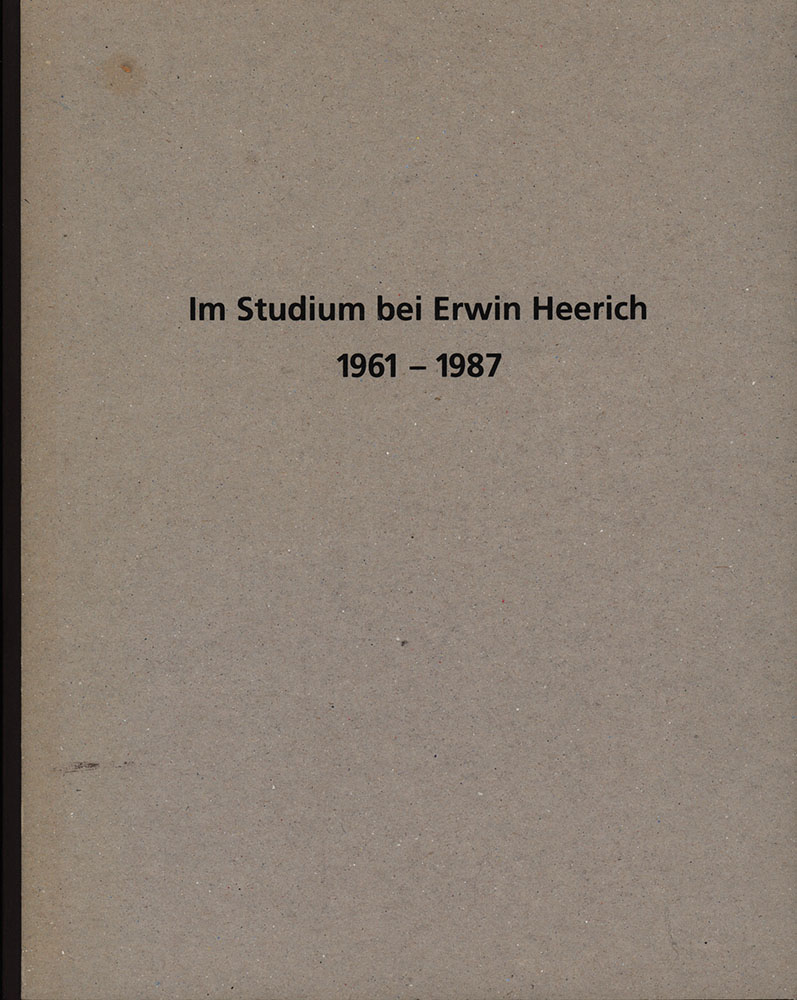 Im Studium bei Erwin Heerich
1961 – 1987